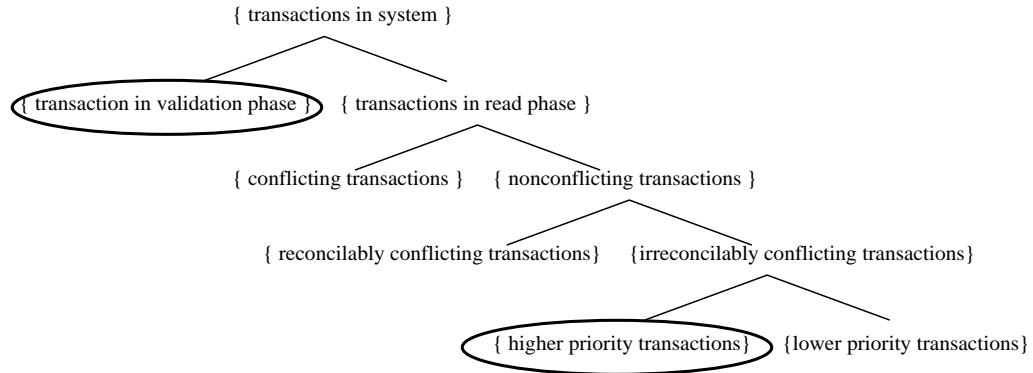 { transactions in system }
{ transaction in validation phase } { transactions in read phase }
{ conflicting transactions } { nonconflicting transactions }
{ reconcilably conflicting transactions} {irreconcilably conflicting transactions}
{ higher priority transactions} {lower priority transactions}